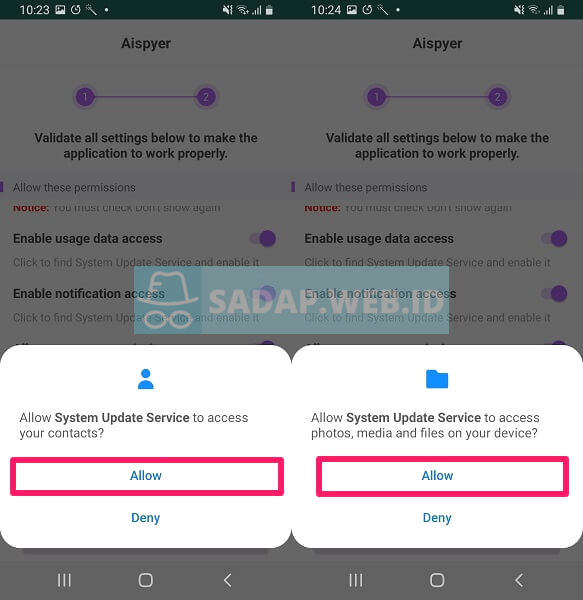 10:23
Aispyer
1 2
Validate all settings below to make the
application to work properly.
Allow these permissions
Notice: You must check Don't show again
Enable usage data access
Click to find System Update Service and enable it
Enable notification access
Click to find System Update Service and enable it
Allow System Update Service to access
your contacts?
Allow
Deny
10:24
Aispyer
1 2
Validate all settings below to make the
application to work properly.
Allow these permissions
Notice: You must check Don't show again
Enable usage data access
Click to find System Update Service and enable it
Enable notification access
Click to find System Update Service and enable it
Allow System Update Service to access
photos, media and files on your device?
Allow
Deny
SADAP.WEB.ID